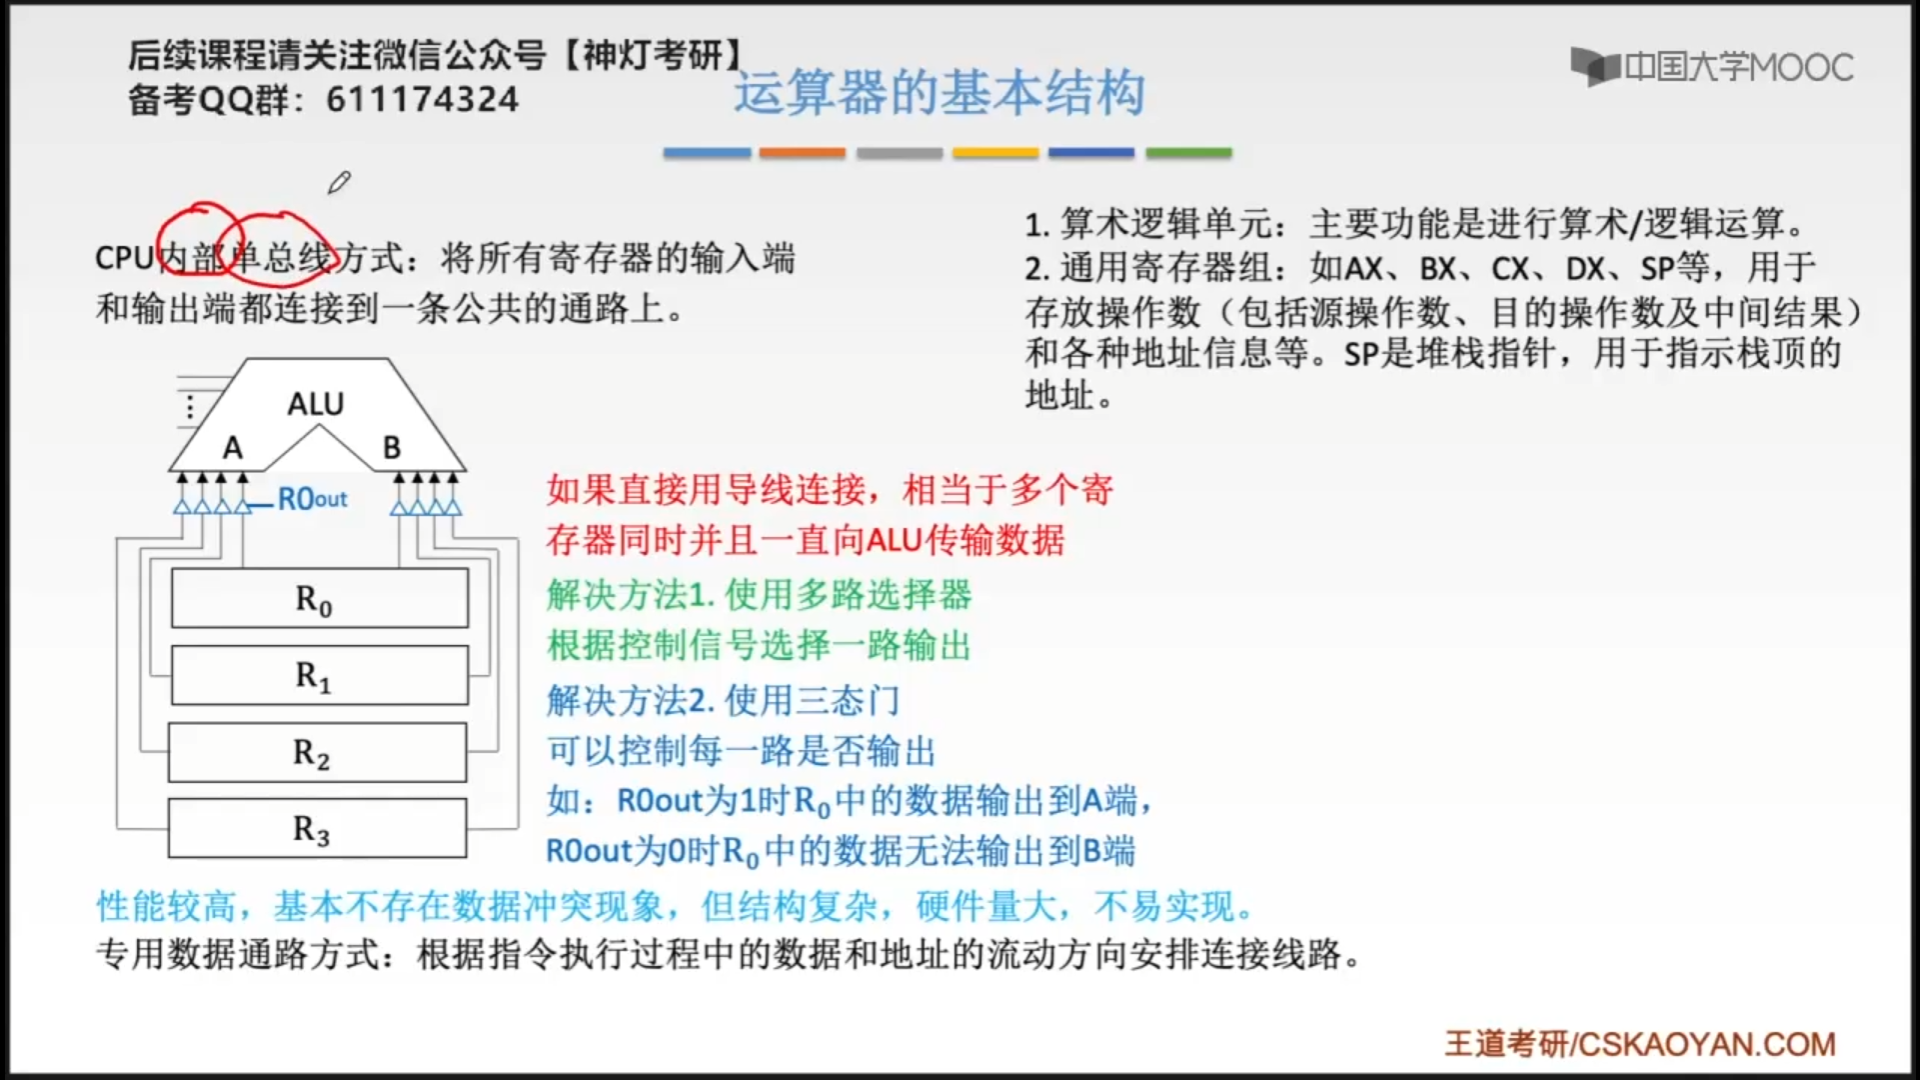 后续课程请关注微信公众号【神灯考研】
备考QQ群：611174324
中国大学MOOC
运算器的基本结构
CPU内部单总线方式：将所有寄存器的输入端
和输出端都连接到一条公共的通路上。
1. 算术逻辑单元：主要功能是进行算术/逻辑运算。
2. 通用寄存器组：如AX、BX、CX、DX、SP等，用于
存放操作数（包括源操作数、目的操作数及中间结果）
和各种地址信息等。SP是堆栈指针，用于指示栈顶的
地址。
ALU
A
B
R0out
R0
R1
R2
R3
如果直接用导线连接，相当于多个寄
存器同时并且一直向ALU传输数据
解决方法1. 使用多路选择器
根据控制信号选择一路输出
解决方法2. 使用三态门
可以控制每一路是否输出
如：R0out为1时R0中的数据输出到A端，
R0out为0时R0中的数据无法输出到B端
性能较高，基本不存在数据冲突现象，但结构复杂，硬件量大，不易实现。
专用数据通路方式：根据指令执行过程中的数据和地址的流动方向安排连接线路。
王道考研/CSKAOYAN.COM